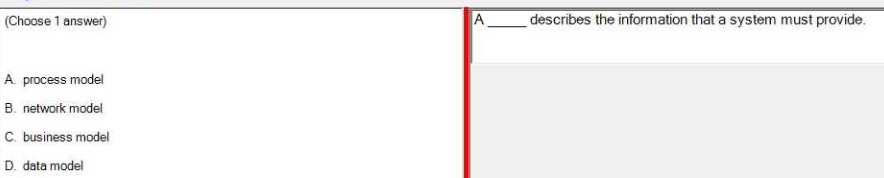 (Choose 1 answer)
A. process model
B. network model
C. business model
D. data model
A _____ describes the information that a system must provide.